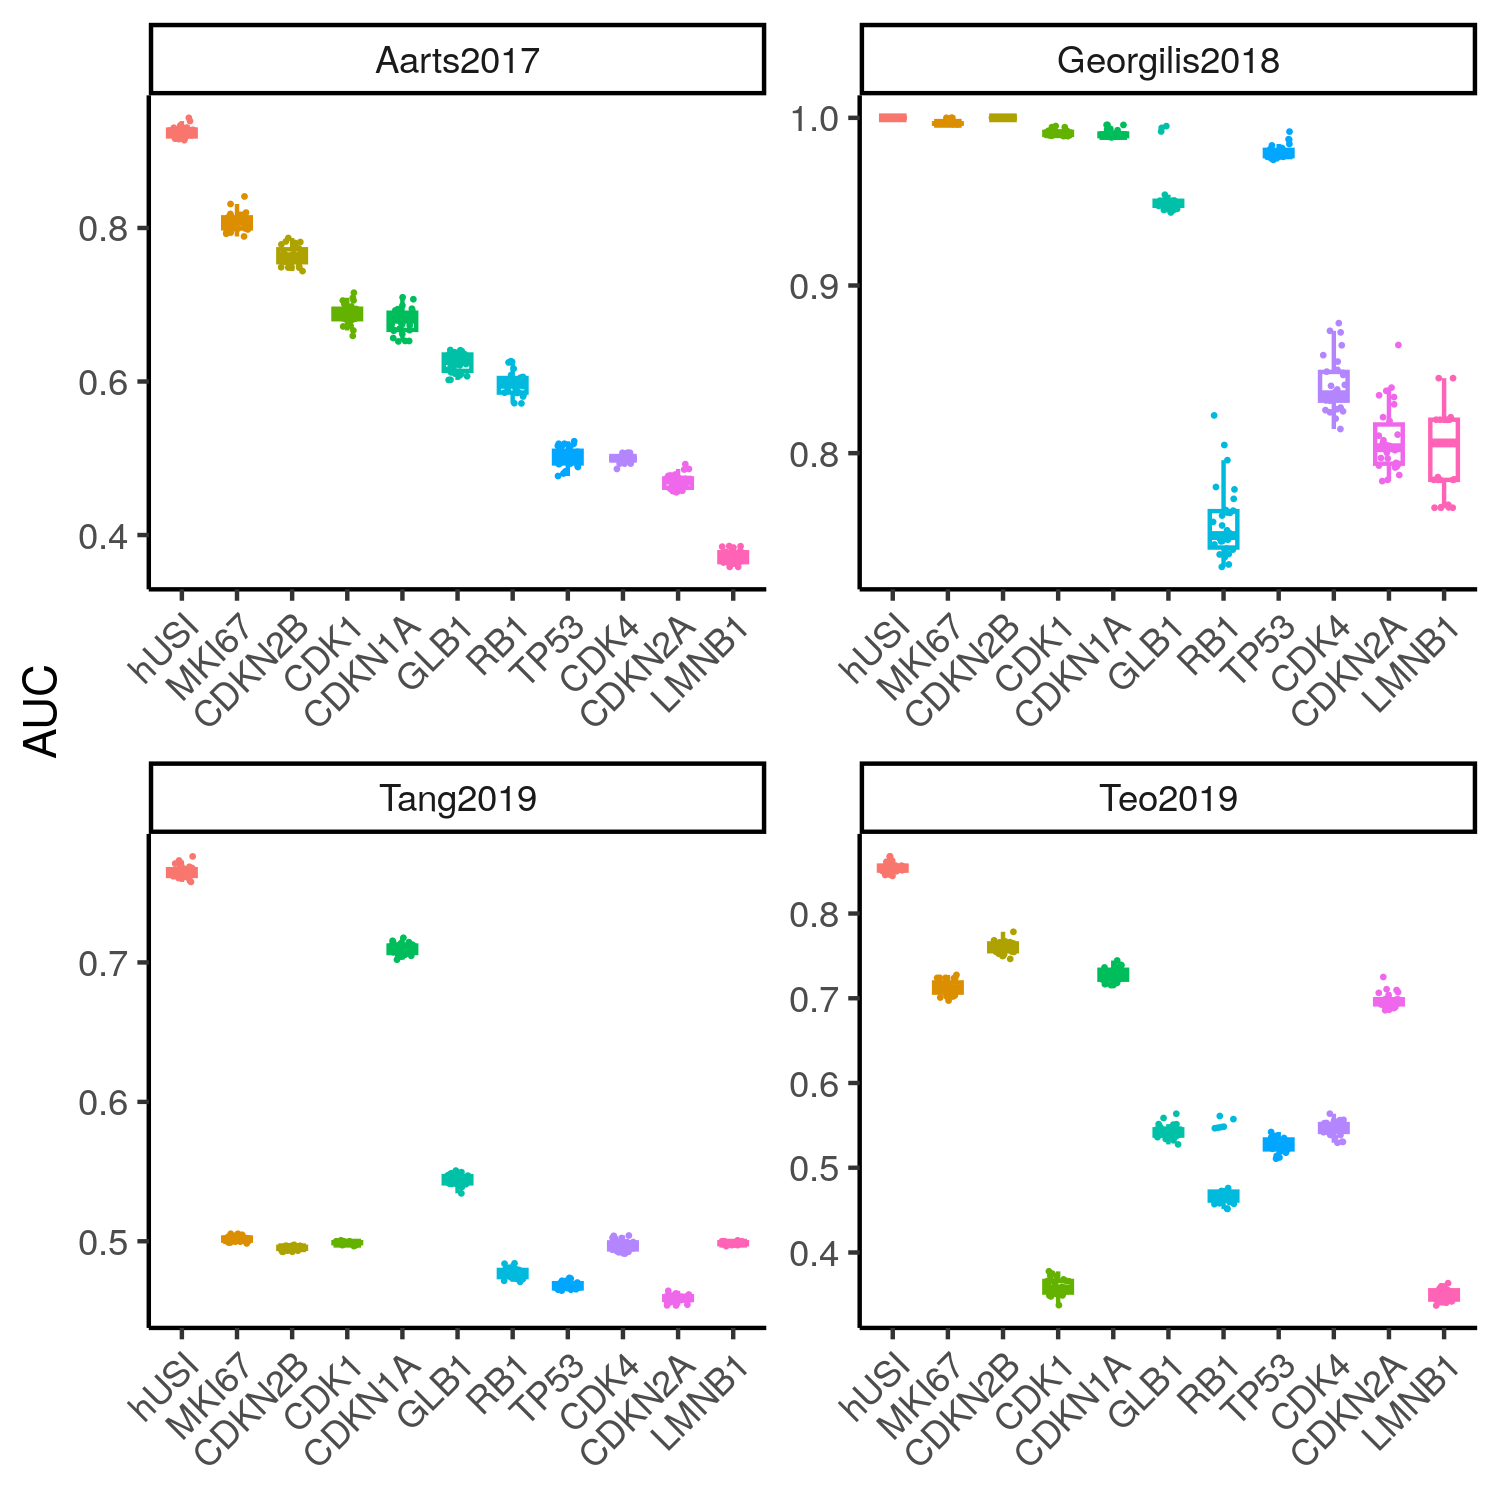 Aarts2017
Georgilis2018
0.8
0.6
0.4
1.0
0.9
0.8
hUSI
MKI67
CDKN2B
CDK1
CDKN1A
GLB1
RB1
TP53
CDK4
CDKN2A
LMNB1
hUSI
MKI67
CDKN2B
CDK1
CDKN1A
GLB1
RB1
TP53
CDK4
CDKN2A
LMNB1
AUC
Tang2019
Teo2019
0.7
0.6
0.5
0.8
0.7
0.6
0.5
0.4
hUSI
MKI67
CDKN2B
CDK1
CDKN1A
GLB1
RB1
TP53
CDK4
CDKN2A
LMNB1
hUSI
MKI67
CDKN2B
CDK1
CDKN1A
GLB1
RB1
TP53
CDK4
CDKN2A
LMNB1